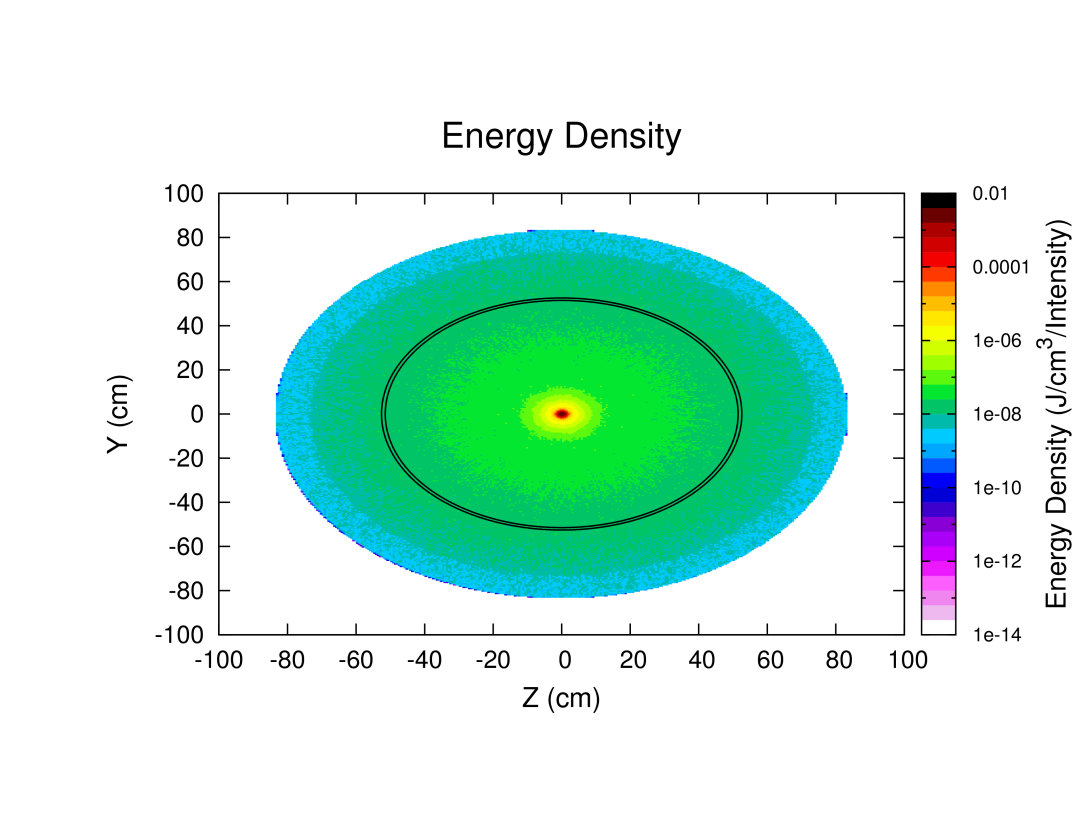 Energy Density
100
80
60
40
20
0
-20
-40
-60
-80
-100
Y (cm)
-100 -80 -60 -40 -20 0 20 40 60 80 100
Z (cm)
0.01
0.0001
1e-06
1e-08
1e-10
1e-12
1e-14
Energy Density (J/cm³/Intensity)